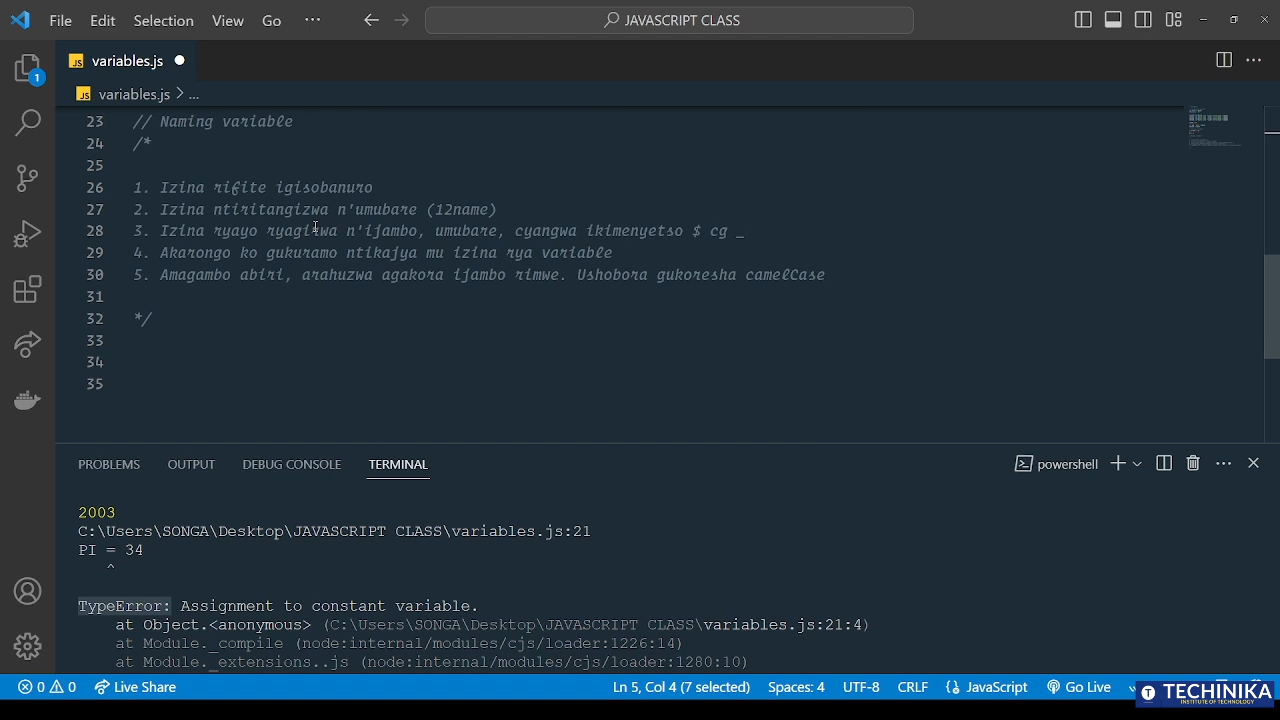 File Edit Selection View Go ··· JAVASCRIPT CLASS
JS variables.js
JS variables.js > ...
23 // Naming variable
24 /*
25
26 1. Izina rifite igisobanuro
27 2. Izina ntiritangizwa n'umubare (12name)
28 3. Izina ryayo ryagizwa n'ijambo, umubare, cyangwa ikimenyetso $ cg _
29 4. Akarongo ko gukuramo ntikajya mu izina rya variable
30 5. Amagambo abiri, arahuzwa agakora ijambo rimwe. Ushobora gukoresha camelCase
31
32 */
33
34
35
1
PROBLEMS OUTPUT DEBUG CONSOLE TERMINAL powershell
2003
C:\Users\SONGA\Desktop\JAVASCRIPT CLASS\variables.js:21
PI = 34
^
TypeError: Assignment to constant variable.
at Object.<anonymous> (C:\Users\SONGA\Desktop\JAVASCRIPT CLASS\variables.js:21:4)
at Module._compile (node:internal/modules/cjs/loader:1226:14)
at Module._extensions..js (node:internal/modules/cjs/loader:1280:10)
0 0 Live Share Ln 5, Col 4 (7 selected) Spaces: 4 UTF-8 CRLF {} JavaScript Go Live
T TECHINIKA
INSTITUTE OF TECHNOLOGY